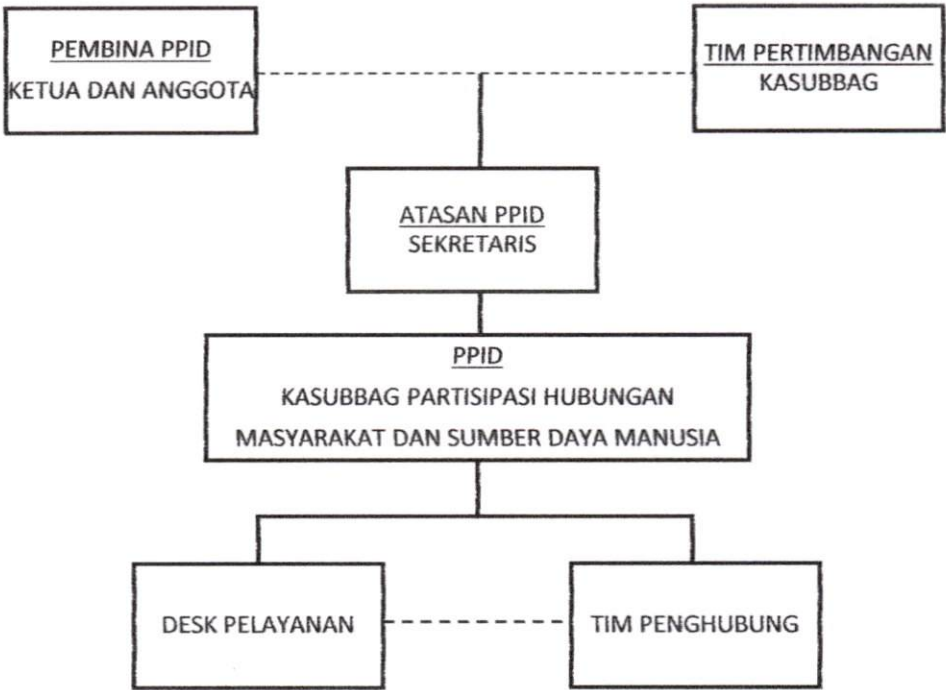 PEMBINA PPID
KETUA DAN ANGGOTA
TIM PERTIMBANGAN
KASUBBAG
ATASAN PPID
SEKRETARIS
PPID
KASUBBAG PARTISIPASI HUBUNGAN
MASYARAKAT DAN SUMBER DAYA MANUSIA
DESK PELAYANAN
TIM PENGHUBUNG